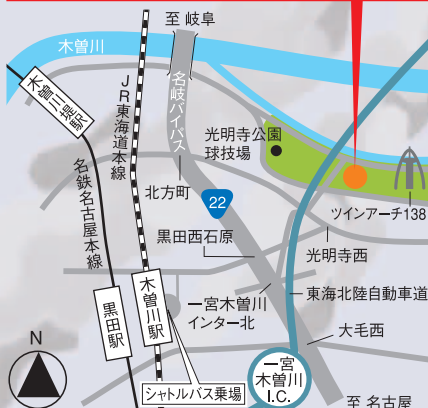 至 岐阜
木曽川
木曽川堤駅
JR東海道本線
名岐バイパス
光明寺公園
球技場
名鉄名古屋本線
北方町
22
ツインアーチ138
黒田西石原
光明寺西
木曽川駅
一宮木曽川
インター北
東海北陸自動車道
黒田駅
大毛西
N
シャトルバス乗場
一宮
木曽川
I.C.
至 名古屋